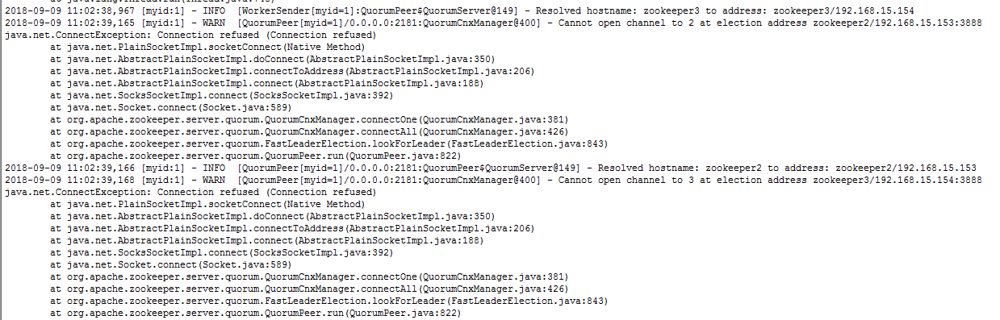 at java.lang.Thread.run(Thread.java:748)
2018-09-09 11:02:38,967 [myid:1] - INFO  [WorkerSender[myid=1]:QuorumPeer$QuorumServer@149] - Resolved hostname: zookeeper3 to address: zookeeper3/192.168.15.154
2018-09-09 11:02:39,165 [myid:1] - WARN  [QuorumPeer[myid=1]/0.0.0.0:2181:QuorumCnxManager@400] - Cannot open channel to 2 at election address zookeeper2/192.168.15.153:3888
java.net.ConnectException: Connection refused (Connection refused)
at java.net.PlainSocketImpl.socketConnect(Native Method)
at java.net.AbstractPlainSocketImpl.doConnect(AbstractPlainSocketImpl.java:350)
at java.net.AbstractPlainSocketImpl.connectToAddress(AbstractPlainSocketImpl.java:206)
at java.net.AbstractPlainSocketImpl.connect(AbstractPlainSocketImpl.java:188)
at java.net.SocksSocketImpl.connect(SocksSocketImpl.java:392)
at java.net.Socket.connect(Socket.java:589)
at org.apache.zookeeper.server.quorum.QuorumCnxManager.connectOne(QuorumCnxManager.java:381)
at org.apache.zookeeper.server.quorum.QuorumCnxManager.connectAll(QuorumCnxManager.java:426)
at org.apache.zookeeper.server.quorum.FastLeaderElection.lookForLeader(FastLeaderElection.java:843)
at org.apache.zookeeper.server.quorum.QuorumPeer.run(QuorumPeer.java:822)
2018-09-09 11:02:39,166 [myid:1] - INFO  [QuorumPeer[myid=1]/0.0.0.0:2181:QuorumPeer$QuorumServer@149] - Resolved hostname: zookeeper2 to address: zookeeper2/192.168.15.153
2018-09-09 11:02:39,168 [myid:1] - WARN  [QuorumPeer[myid=1]/0.0.0.0:2181:QuorumCnxManager@400] - Cannot open channel to 3 at election address zookeeper3/192.168.15.154:3888
java.net.ConnectException: Connection refused (Connection refused)
at java.net.PlainSocketImpl.socketConnect(Native Method)
at java.net.AbstractPlainSocketImpl.doConnect(AbstractPlainSocketImpl.java:350)
at java.net.AbstractPlainSocketImpl.connectToAddress(AbstractPlainSocketImpl.java:206)
at java.net.AbstractPlainSocketImpl.connect(AbstractPlainSocketImpl.java:188)
at java.net.SocksSocketImpl.connect(SocksSocketImpl.java:392)
at java.net.Socket.connect(Socket.java:589)
at org.apache.zookeeper.server.quorum.QuorumCnxManager.connectOne(QuorumCnxManager.java:381)
at org.apache.zookeeper.server.quorum.QuorumCnxManager.connectAll(QuorumCnxManager.java:426)
at org.apache.zookeeper.server.quorum.FastLeaderElection.lookForLeader(FastLeaderElection.java:843)
at org.apache.zookeeper.server.quorum.QuorumPeer.run(QuorumPeer.java:822)